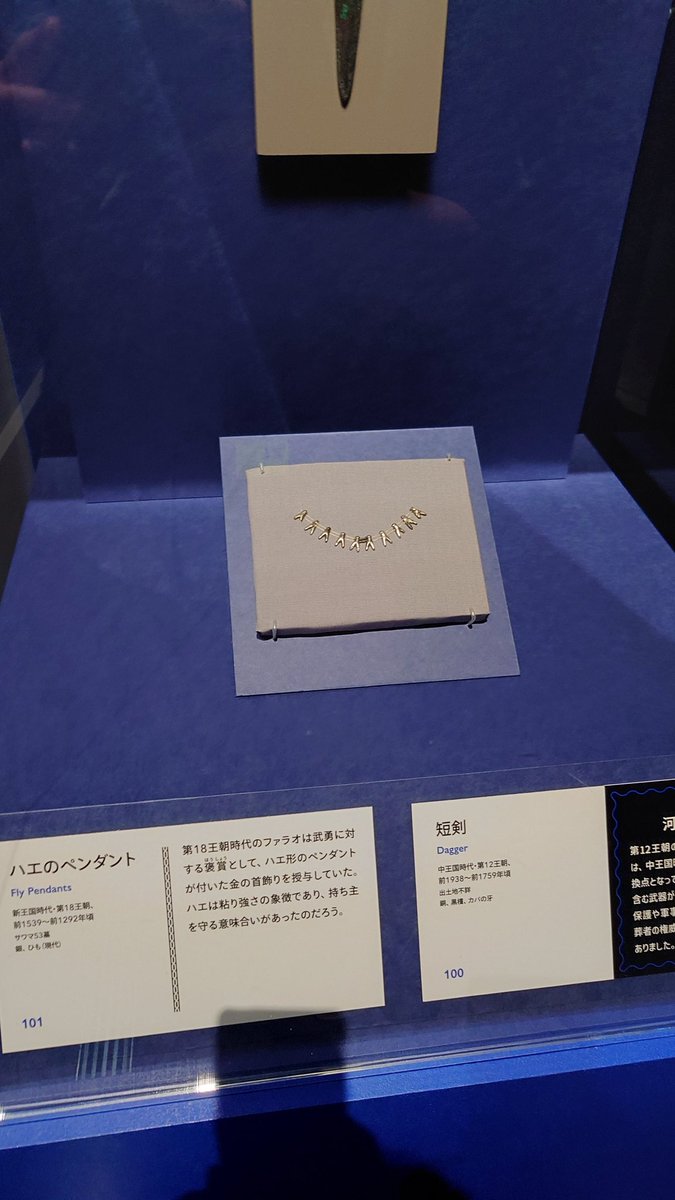 ハエのペンダント
Fly Pendants
新王国時代・第18王朝、
前1539〜前1292年頃
サワマ53墓
銀、ひも（現代）
101
第18王朝時代のファラオは武勇に対
する褒賞として、ハエ形のペンダント
ほうしょう
が付いた金の首飾りを授与していた。
ハエは粘り強さの象徴であり、持ち主
を守る意味合いがあったのだろう。
短剣
Dagger
中王国時代・第12王朝、
前1938〜前1759年頃
出土地不詳
銅、黒檀、カバの牙
100
河
第12王朝の
は、中王国時
換点となって
含む武器が
保護や軍事
葬者の権威
ありました。